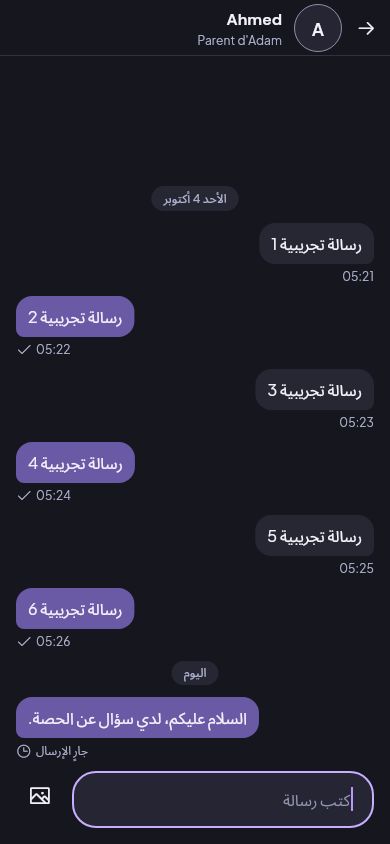 Ahmed
A
Parent d'Adam
الأحد 4 أكتوبر
رسالة تجريبية 1
05:21
رسالة تجريبية 2
05:22
رسالة تجريبية 3
05:23
رسالة تجريبية 4
05:24
رسالة تجريبية 5
05:25
رسالة تجريبية 6
05:26
اليوم
السلام عليكم، لدي سؤال عن الحصة.
جارٍ الإرسال
كتب رسالة